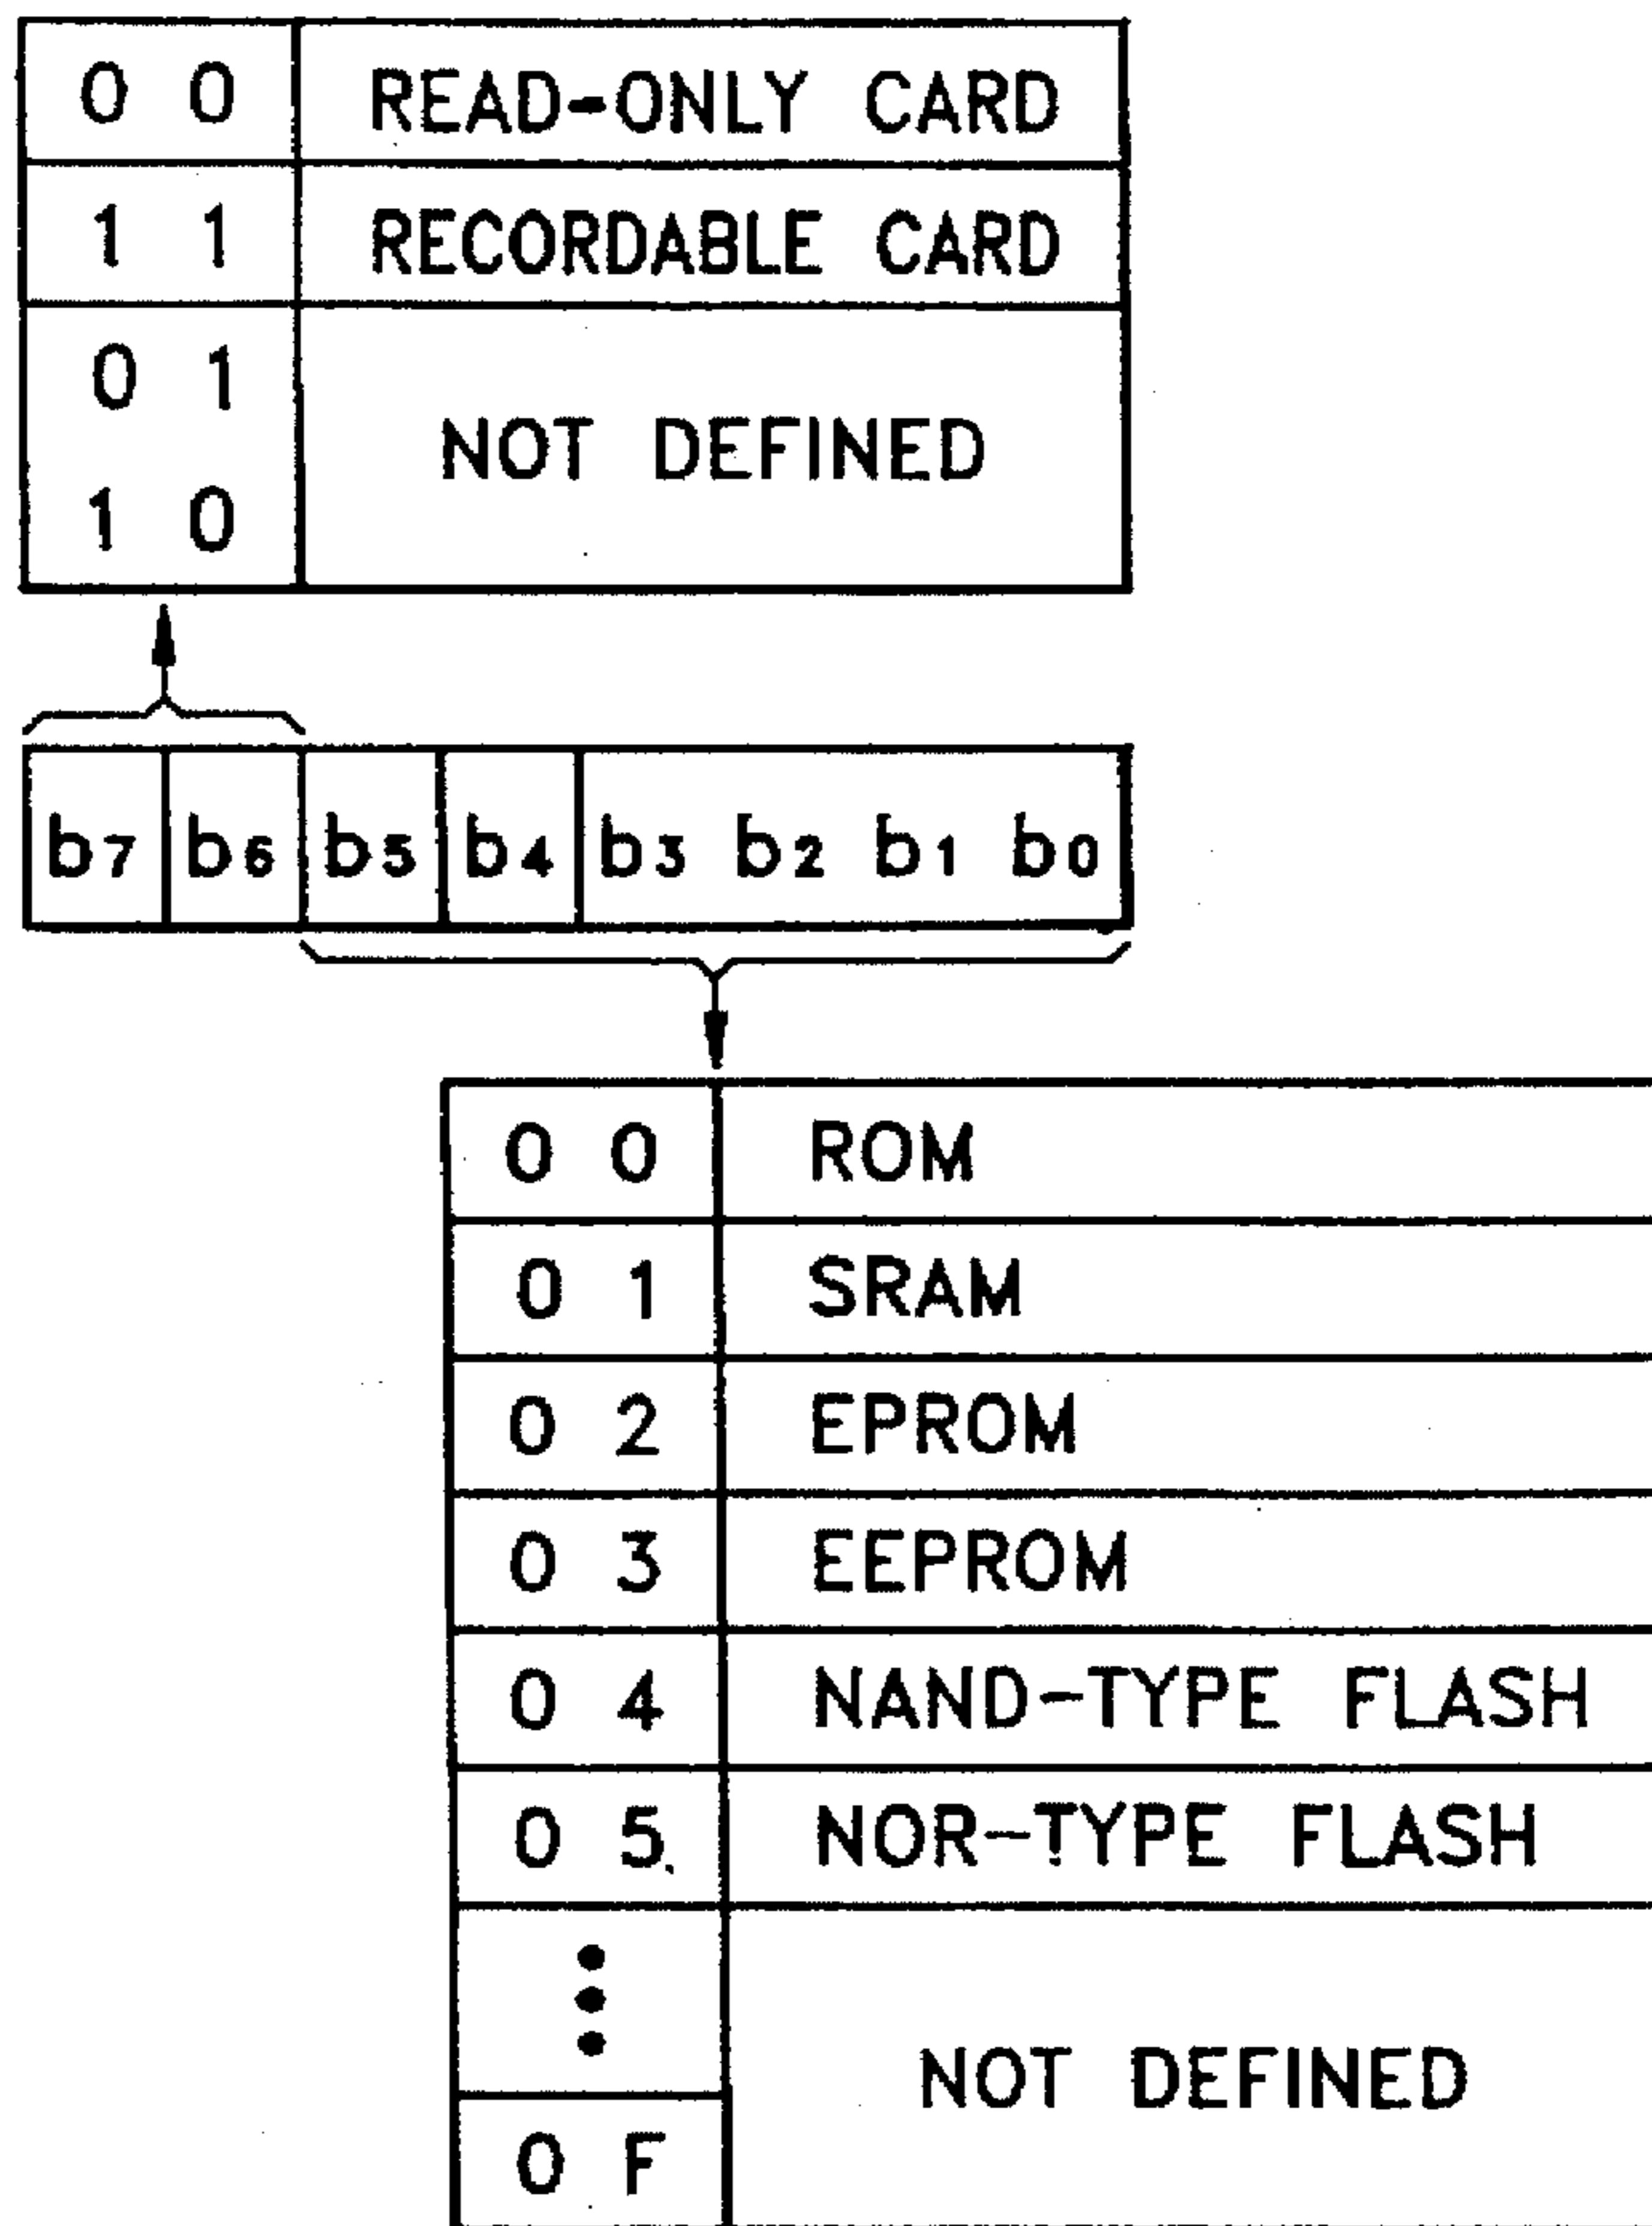 0 0 READ-ONLY CARD
1 1 RECORDABLE CARD
0 1
NOT DEFINED
1 0
b7 b6 b5 b4 b3 b2 b1 b0
0 0 ROM
0 1 SRAM
0 2 EPROM
0 3 EEPROM
0 4 NAND-TYPE FLASH
0 5 NOR-TYPE FLASH
NOT DEFINED
0 F